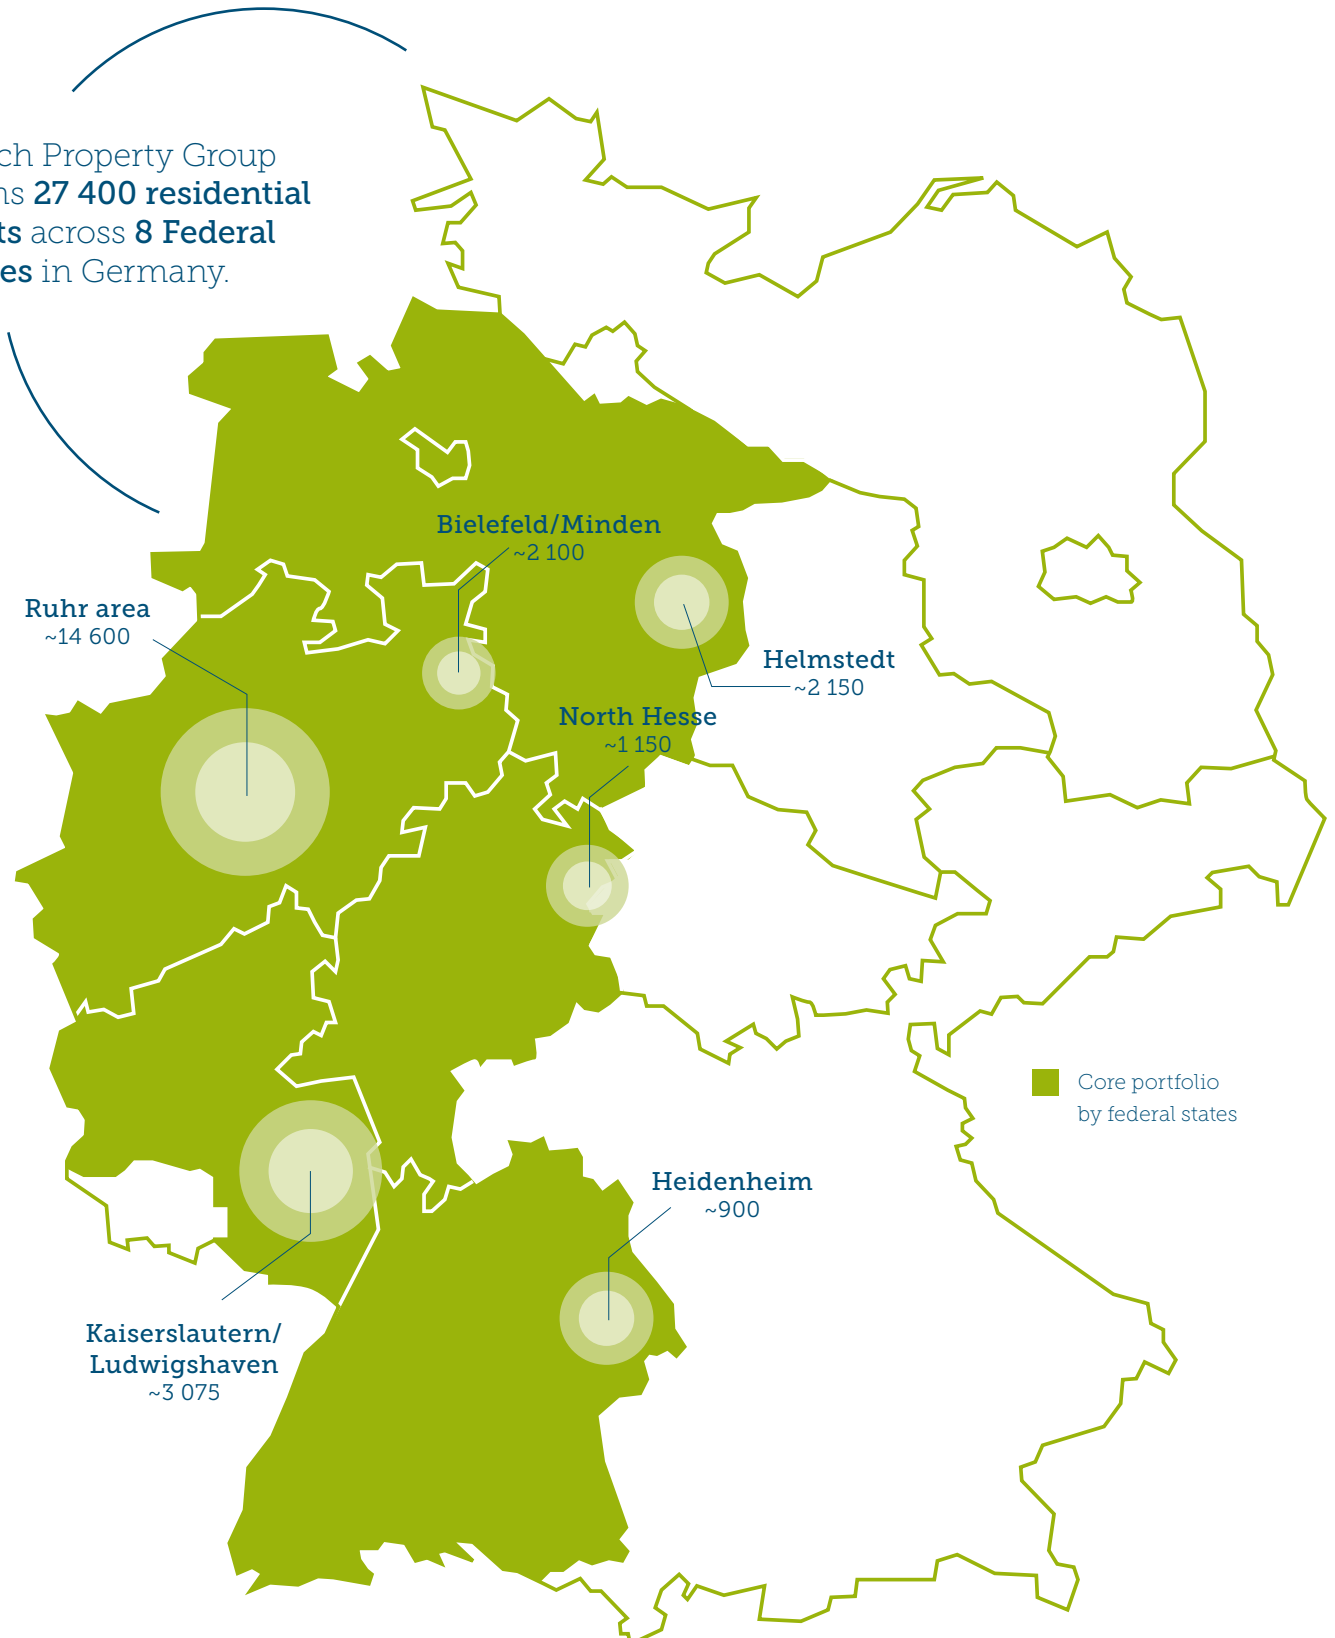 ch Property Group
ns 27 400 residential
ts across 8 Federal
es in Germany.
Bielefeld/Minden
~2 100
Ruhr area
~14 600
Helmstedt
~2 150
North Hesse
~1 150
Core portfolio
by federal states
Heidenheim
~900
Kaiserslautern/
Ludwigshaven
~3 075